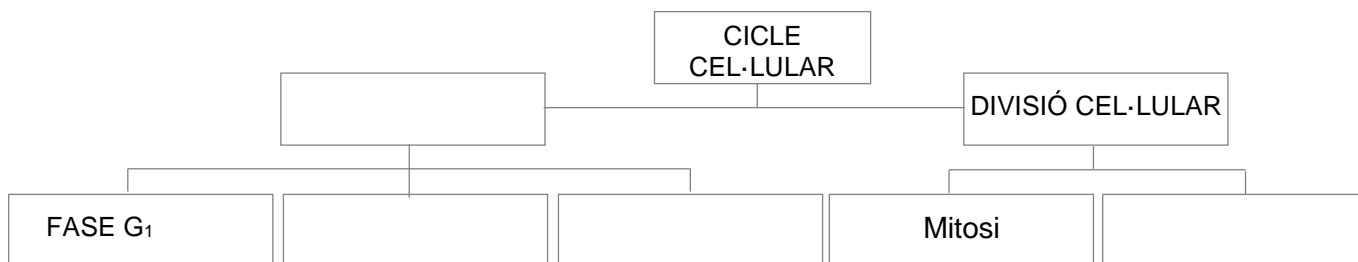 CICLE
CEL·LULAR
DIVISIÓ CEL·LULAR
FASE G₁
Mitosi